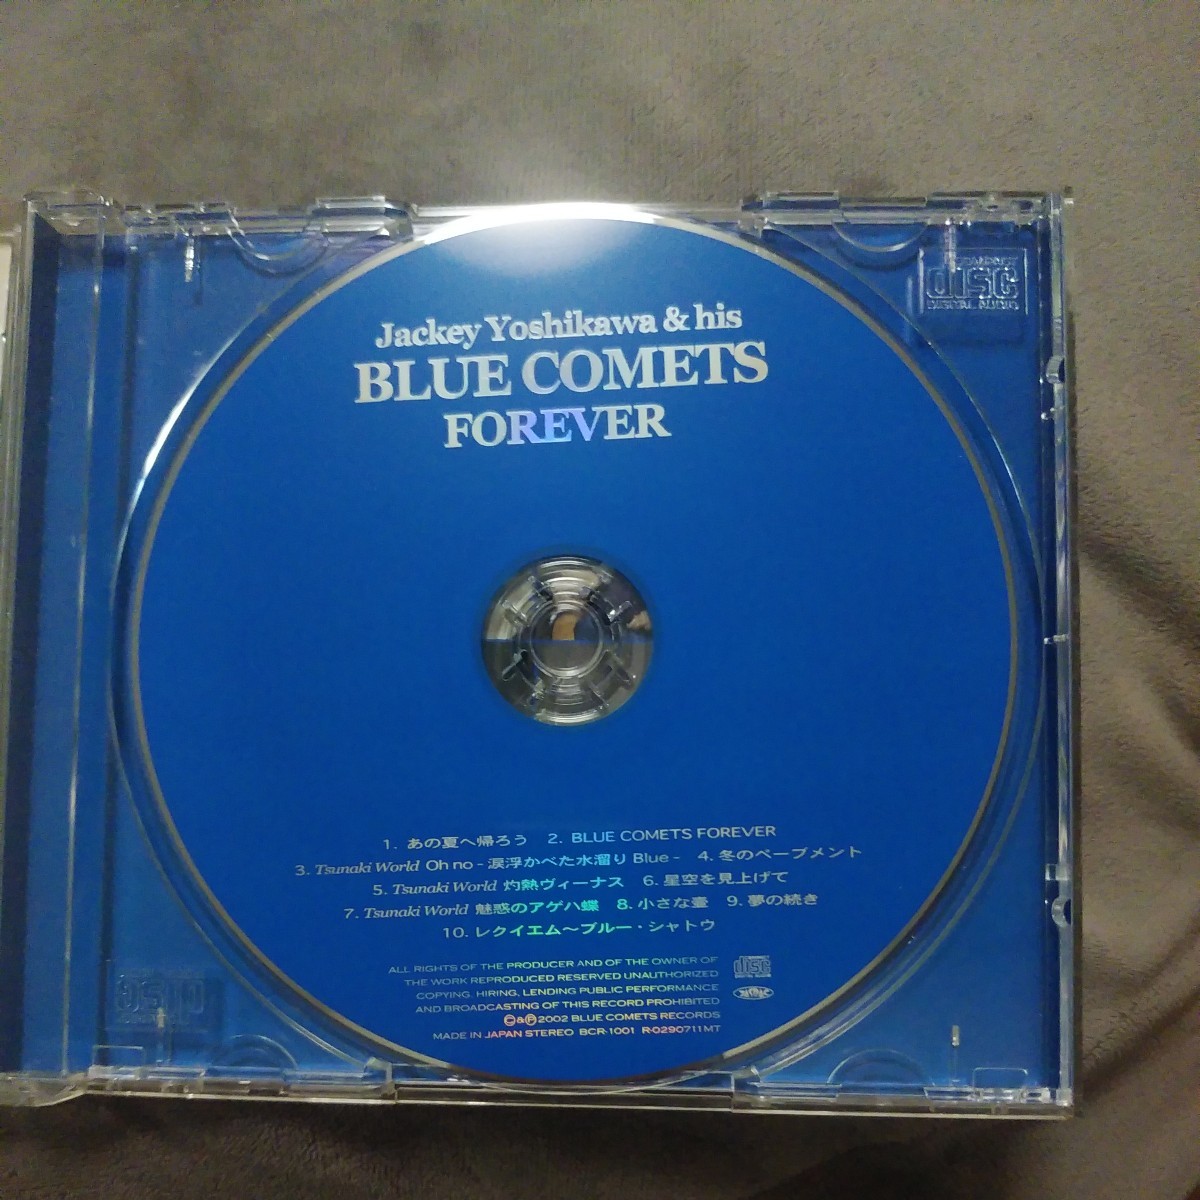 Jackey Yoshikawa & his
BLUE COMETS
FOREVER
disc
DIGITAL AUDIO
1. あの夏へ帰ろう 2. BLUE COMETS FOREVER
3. Tsunaki World Oh no - 涙浮かべた水溜り Blue - 4. 冬のペーブメント
5. Tsunaki World 灼熱ヴィーナス 6. 星空を見上げて
7. Tsunaki World 魅惑のアゲハ蝶 8. 小さな臺 9. 夢の続き
10. レクイエム〜ブルー・シャトウ
ALL RIGHTS OF THE PRODUCER AND OF THE OWNER OF
THE WORK REPRODUCED RESERVED UNAUTHORIZED
COPYING, HIRING, LENDING PUBLIC PERFORMANCE
AND BROADCASTING OF THIS RECORD PROHIBITED
Ⓒ&Ⓟ2002 BLUE COMETS RECORDS
MADE IN JAPAN STEREO BCR-1001 R-0290711MT
disc